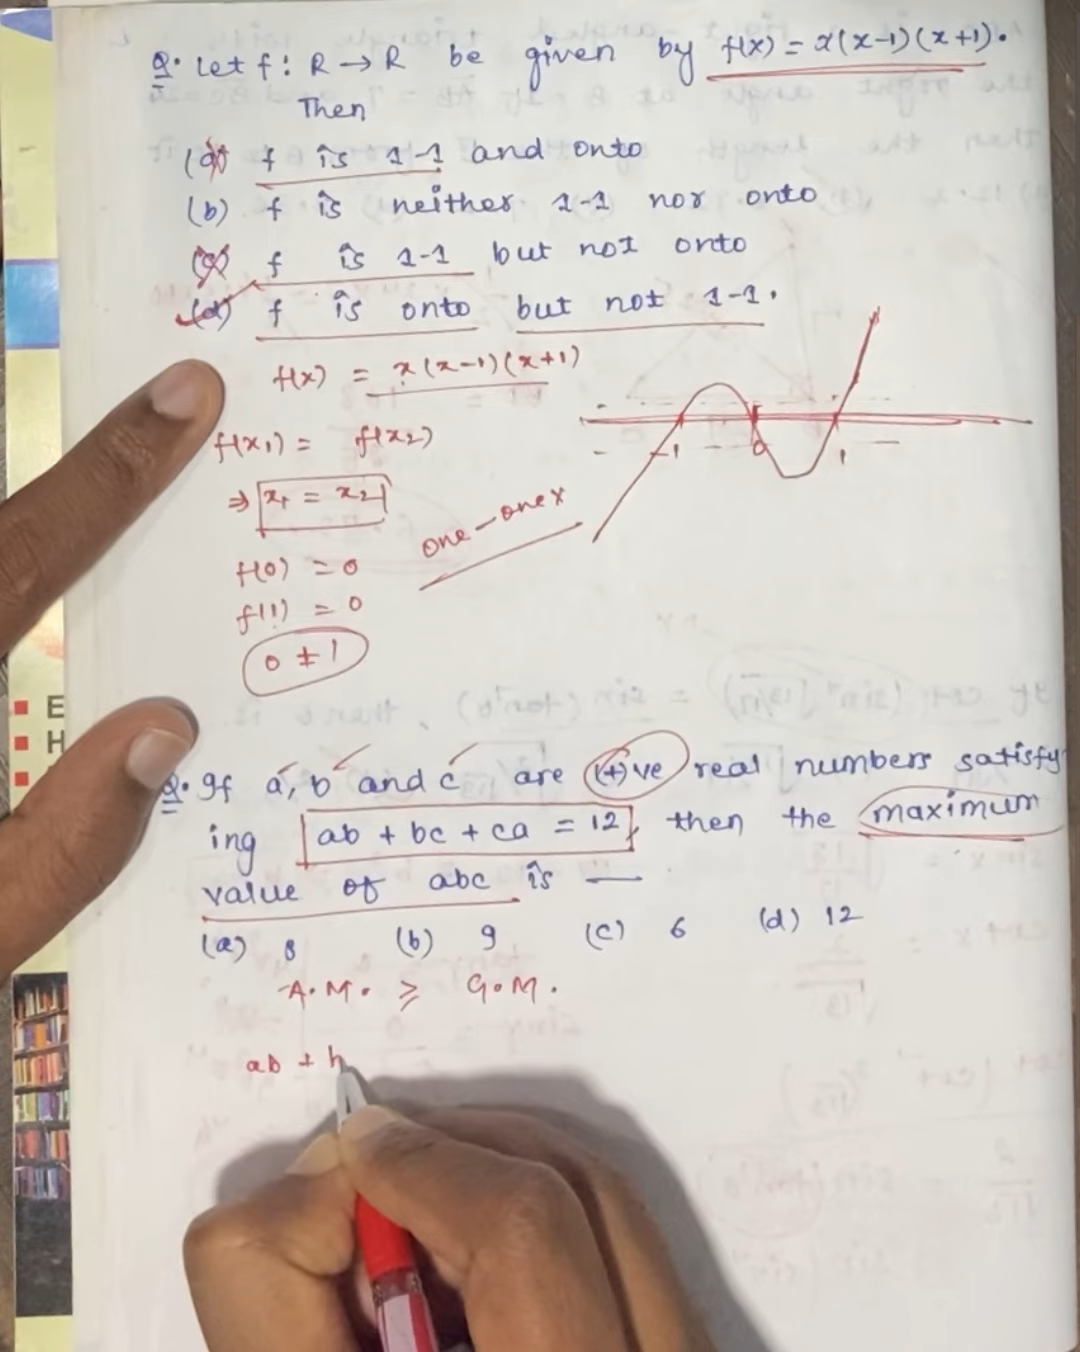 Q. Let f: R → R be given by f(x) = x(x-1)(x+1).
Then
(a) f is 1-1 and onto
(b) f is neither 1-1 nor onto
(c) f is 1-1 but not onto
(d) f is onto but not 1-1.
f(x) = x(x-1)(x+1)
f(x₁) = f(x₂)
⇒ x₁ = x₂
one-one x
-1 0 1
f(0) = 0
f(1) = 0
0 ≠ 1
E
H
Q. If a, b and c are (+)ve real numbers satisfy
ing ab + bc + ca = 12, then the maximum
value of abc is —
(a) 8 (b) 9 (c) 6 (d) 12
A.M. ≥ G.M.
ab +